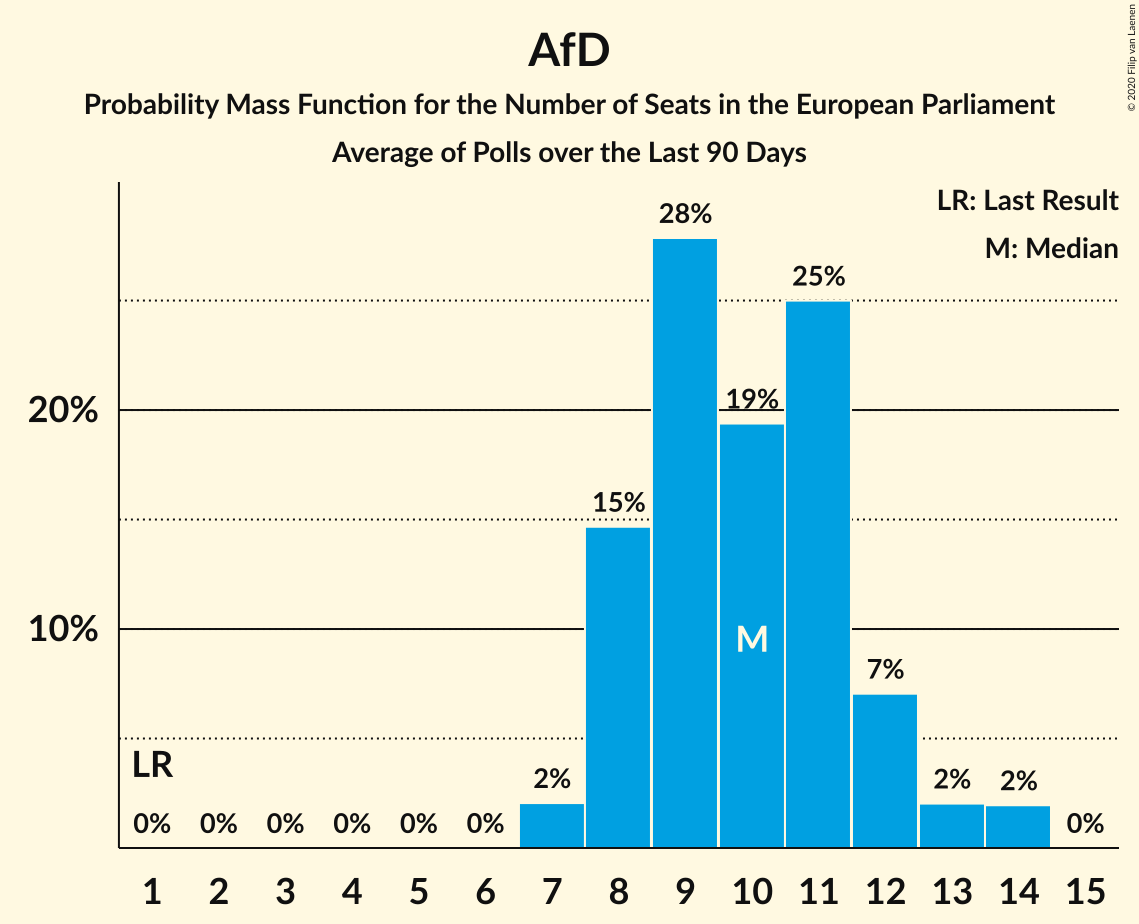 AfD
Probability Mass Function for the Number of Seats in the European Parliament
Average of Polls over the Last 90 Days
© 2020 Filip van Laenen
LR: Last Result
M: Median
28%
25%
20%
19%
15%
10%
M
7%
LR
0% 0% 0% 0% 0% 0% 2% 2% 2% 0%
1 2 3 4 5 6 7 8 9 10 11 12 13 14 15